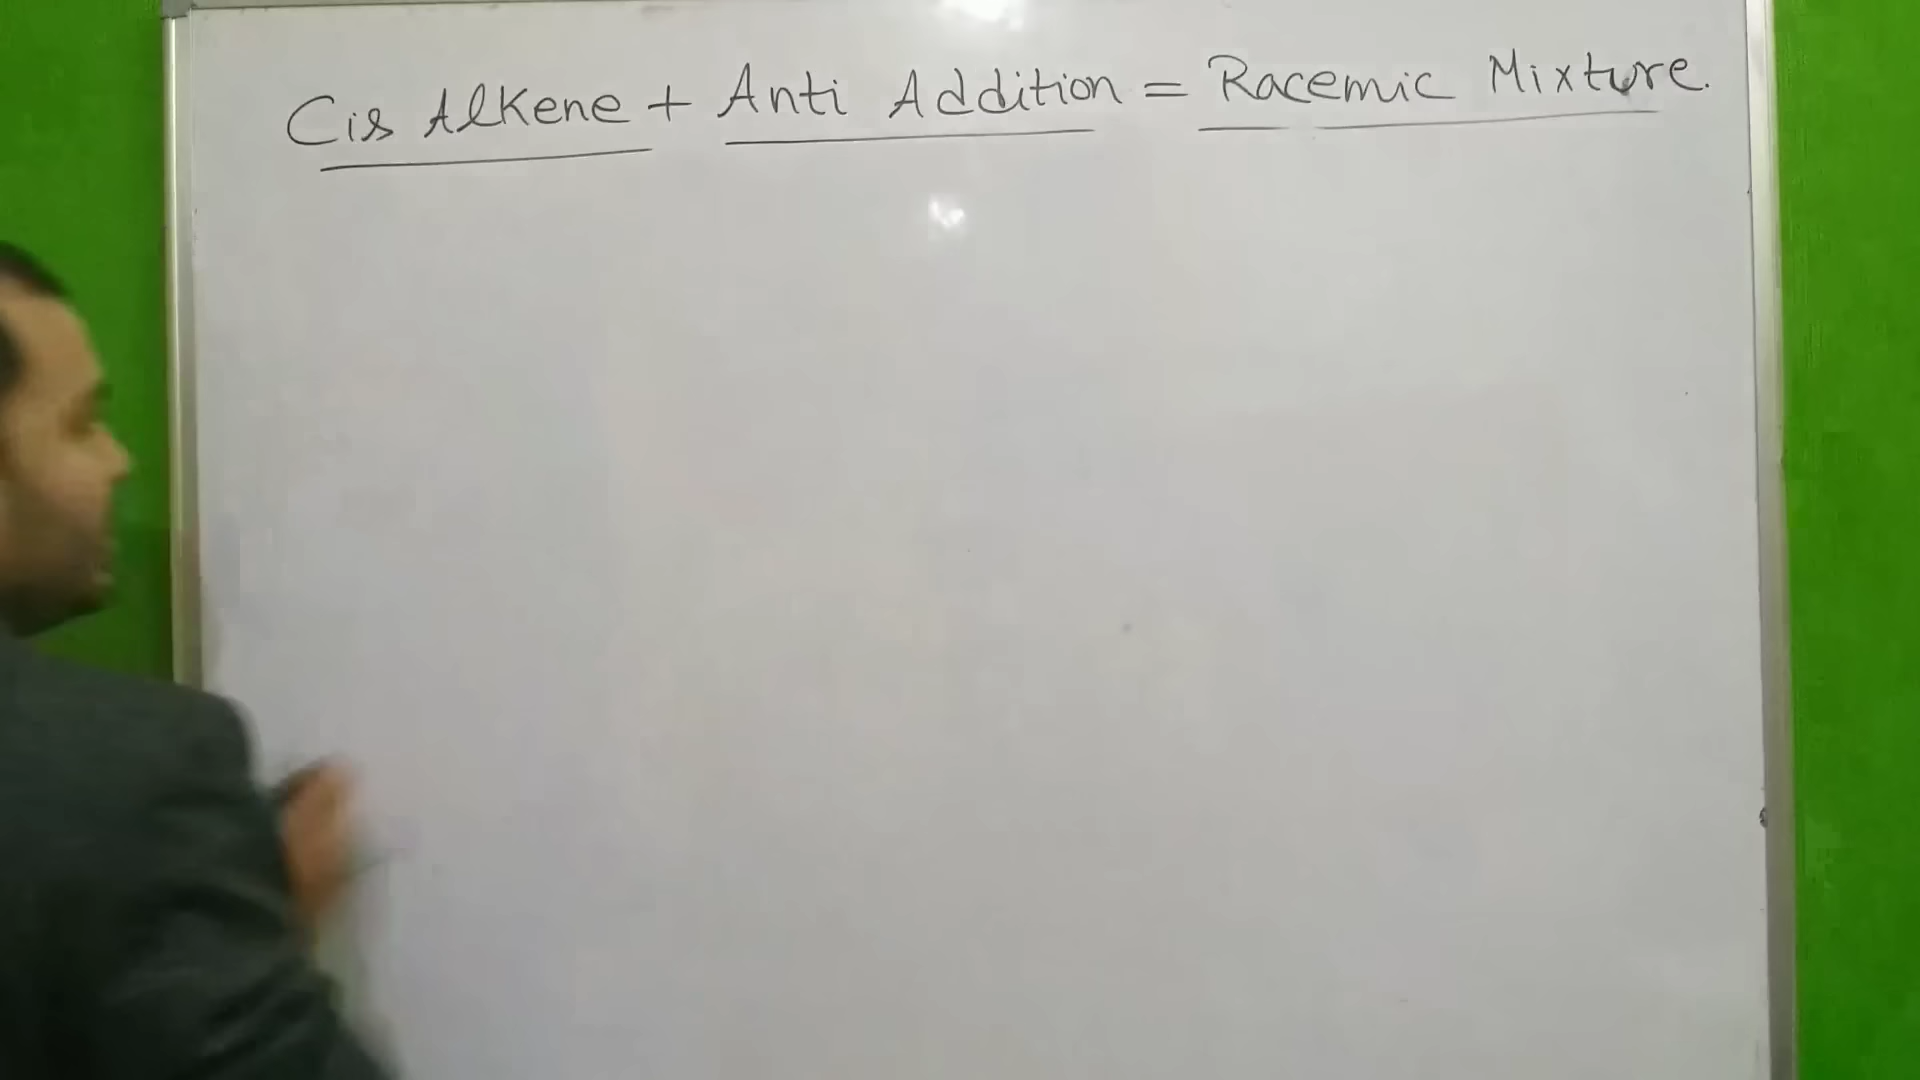 Cis Alkene + Anti Addition = Racemic Mixture.